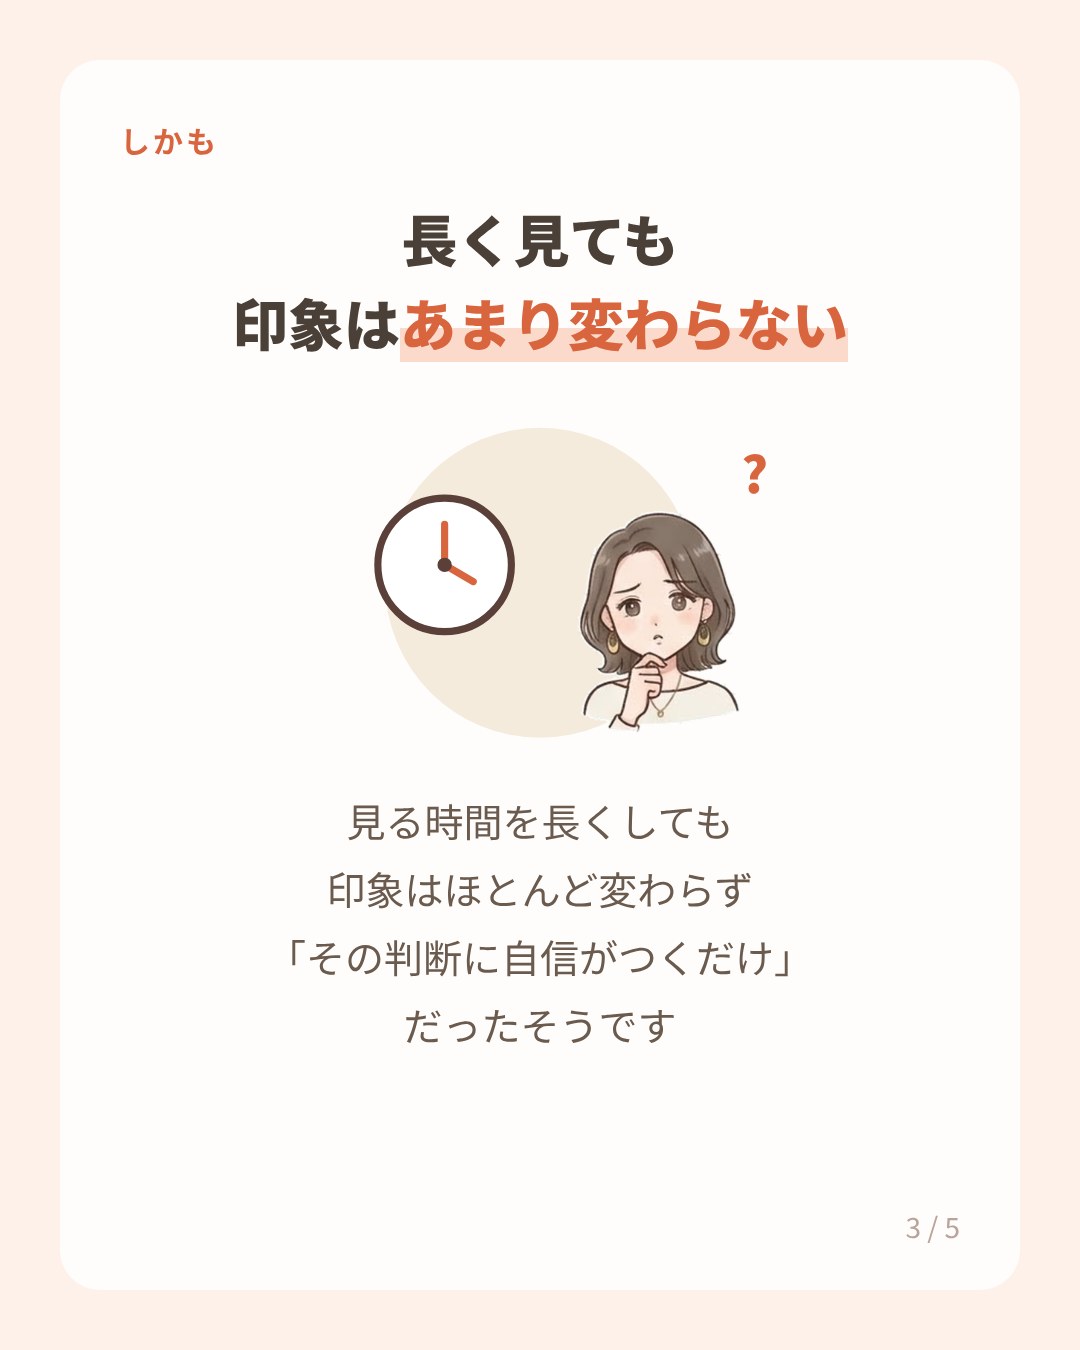 しかも
長く見ても
印象はあまり変わらない
?
見る時間を長くしても
印象はほとんど変わらず
「その判断に自信がつくだけ」
だったそうです
3 / 5